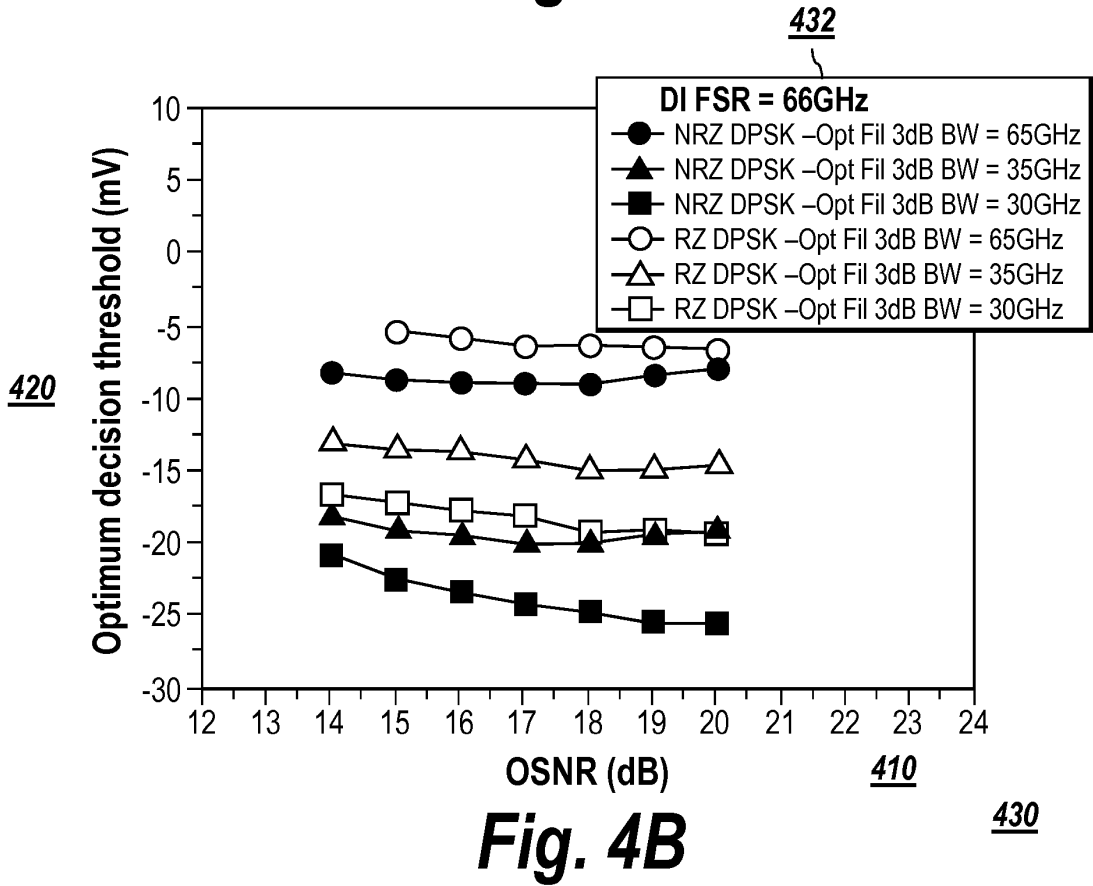 432
DI FSR = 66GHz
NRZ DPSK –Opt Fil 3dB BW = 65GHz
NRZ DPSK –Opt Fil 3dB BW = 35GHz
NRZ DPSK –Opt Fil 3dB BW = 30GHz
RZ DPSK –Opt Fil 3dB BW = 65GHz
RZ DPSK –Opt Fil 3dB BW = 35GHz
RZ DPSK –Opt Fil 3dB BW = 30GHz
420
Optimum decision threshold (mV)
10
5
0
-5
-10
-15
-20
-25
-30
12 13 14 15 16 17 18 19 20 21 22 23 24
OSNR (dB)
410
430
Fig. 4B